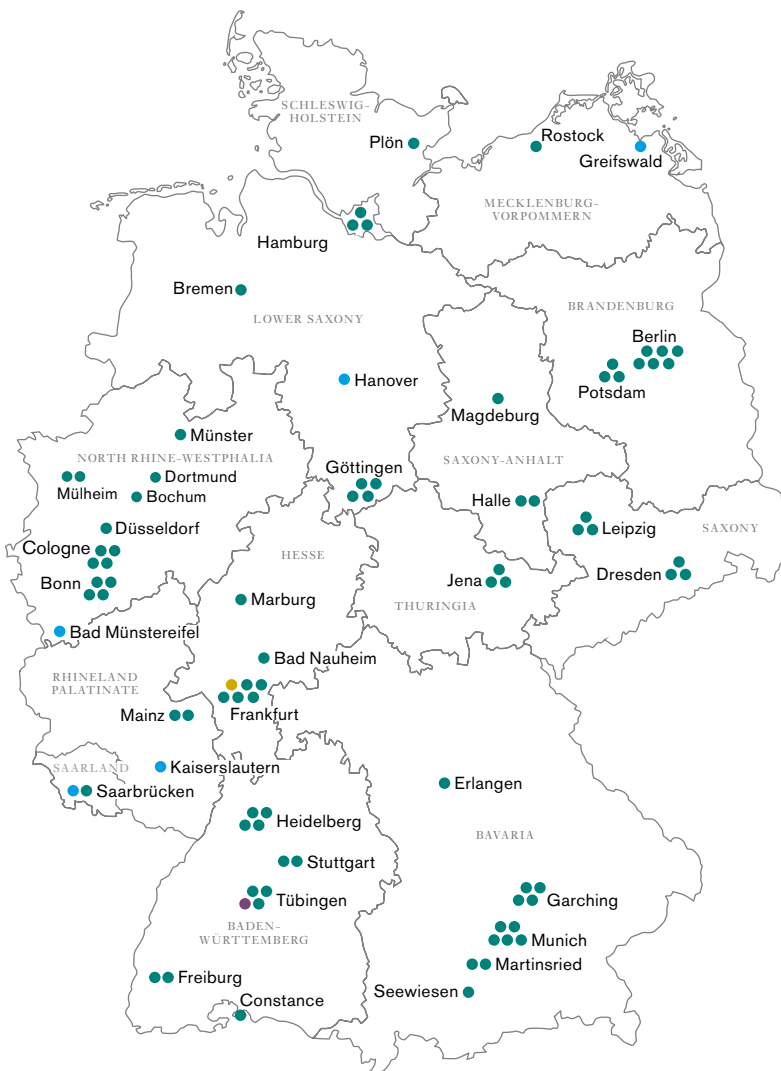 SCHLESWIG-
HOLSTEIN
Plön
Rostock
Greifswald
MECKLENBURG-
VORPOMMERN
Hamburg
Bremen
LOWER SAXONY
BRANDENBURG
Berlin
Potsdam
Hanover
Magdeburg
Münster
NORTH RHINE-WESTPHALIA
Dortmund
Mülheim
Bochum
Göttingen
SAXONY-ANHALT
Halle
Düsseldorf
Leipzig
SAXONY
Cologne
HESSE
Bonn
Jena
Dresden
Marburg
THURINGIA
Bad Münstereifel
Bad Nauheim
RHINELAND
PALATINATE
Mainz
Frankfurt
SAARLAND
Kaiserslautern
Saarbrücken
Erlangen
Heidelberg
BAVARIA
Stuttgart
Tübingen
Garching
BADEN-
WÜRTTEMBERG
Munich
Martinsried
Freiburg
Seewiesen
Constance